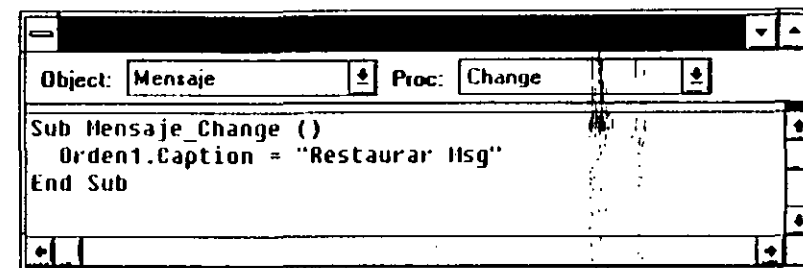 Object: Mensaje Proc: Change
Sub Mensaje_Change ()
Orden1.Caption = "Restaurar Msg"
End Sub